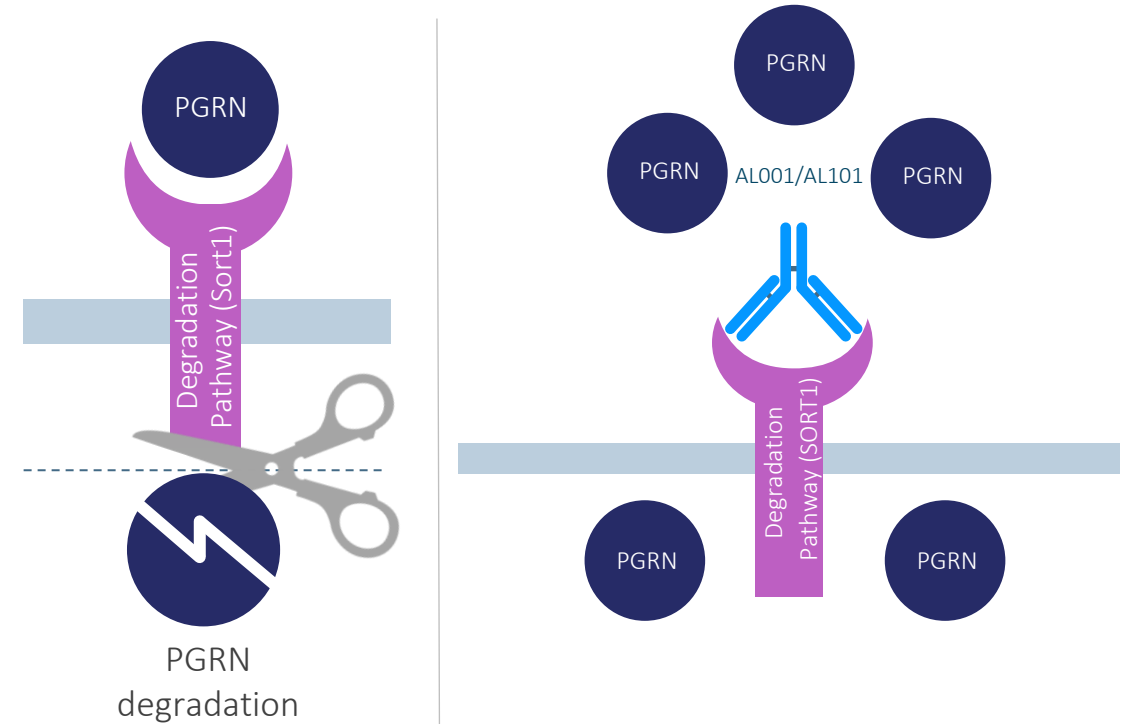 PGRN
Degradation
Pathway (Sort1)
PGRN
degradation
PGRN
PGRN
AL001/AL101
PGRN
Degradation
Pathway (SORT1)
PGRN
PGRN